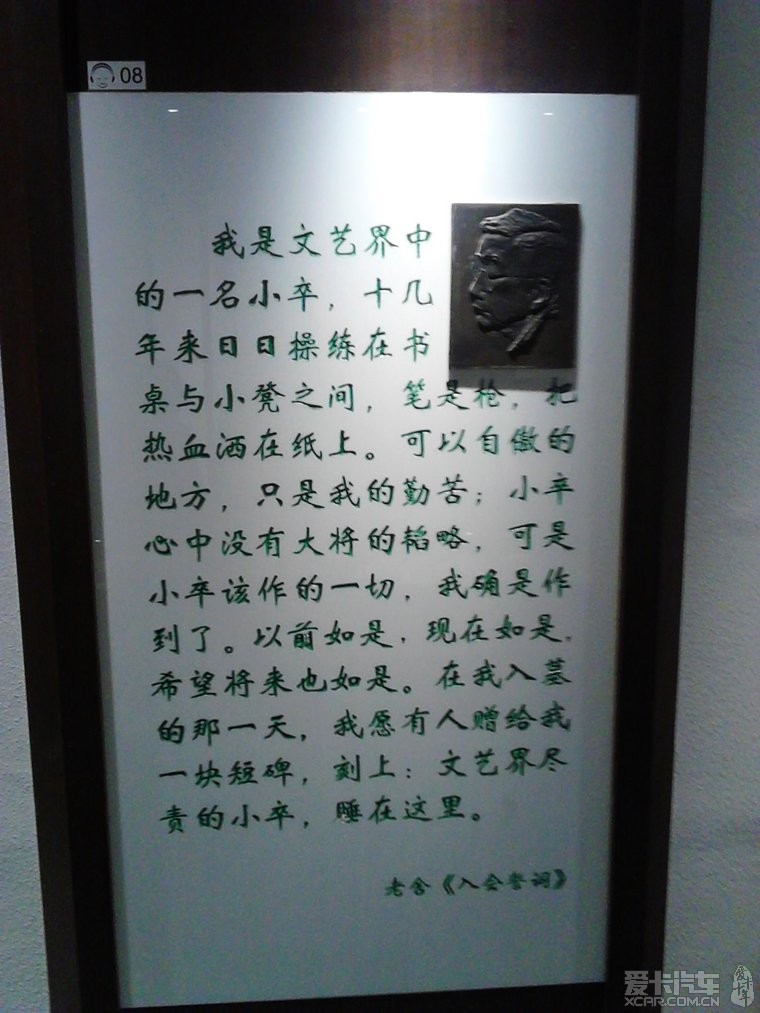 08
我是文艺界中
的一名小卒，十几
年来日日操练在书
桌与小凳之间，笔是枪，把
热血洒在纸上。可以自傲的
地方，只是我的勤苦；小卒
心中没有大将的韬略，可是
小卒该作的一切，我确是作
到了。以前如是，现在如是，
希望将来也如是。在我入墓
的那一天，我愿有人赠给我
一块短碑，刻上：文艺界尽
责的小卒，睡在这里。
老舍《入会誓词》
爱卡汽车
XCAR.COM.CN